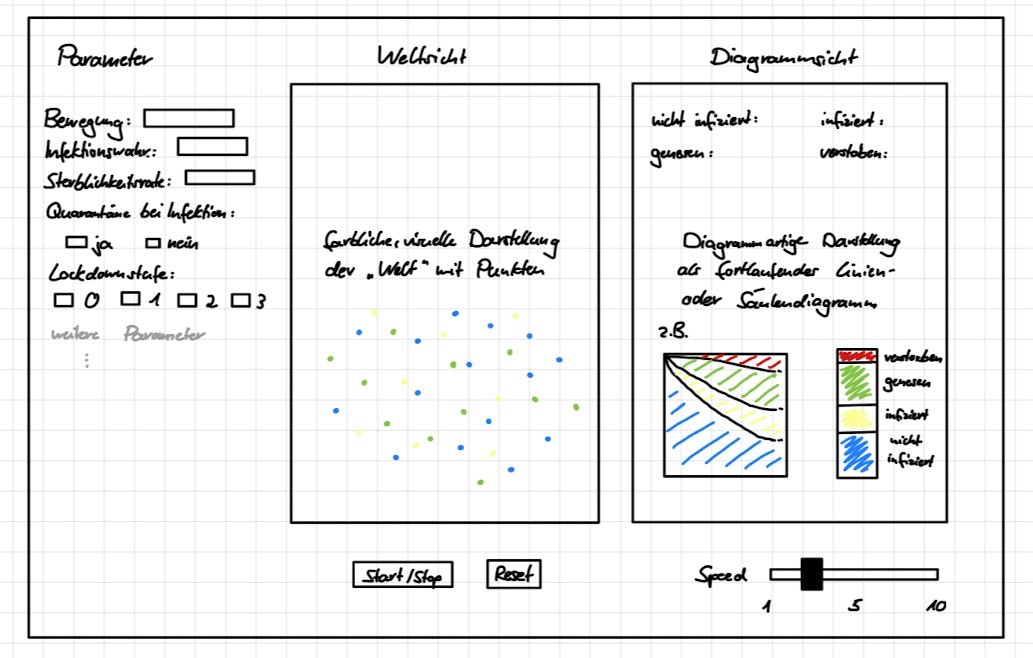 Parameter
Bewegung:
Infektionswahr.:
Sterblichkeitsrate:
Quarantäne bei Infektion:
ja nein
Lockdownstufe:
0 1 2 3
weitere Parameter
⋮
Weltsicht
farbliche, visuelle Darstellung
der „Welt" mit Punkten
Diagrammsicht
nicht infiziert: infiziert:
genesen: verstorben:
Diagrammartige Darstellung
als fortlaufender Linien-
oder Säulendiagramm
z.B.
verstorben
genesen
infiziert
nicht
infiziert
Start/Stop
Reset
Speed
1 5 10